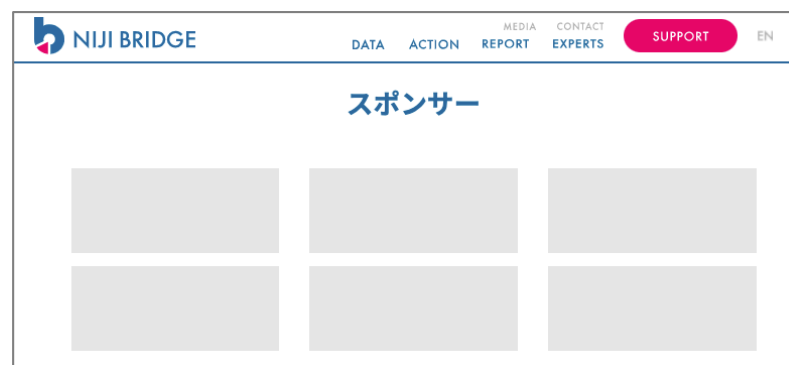 NIJI BRIDGE
MEDIA CONTACT
DATA ACTION REPORT EXPERTS
SUPPORT
EN
スポンサー